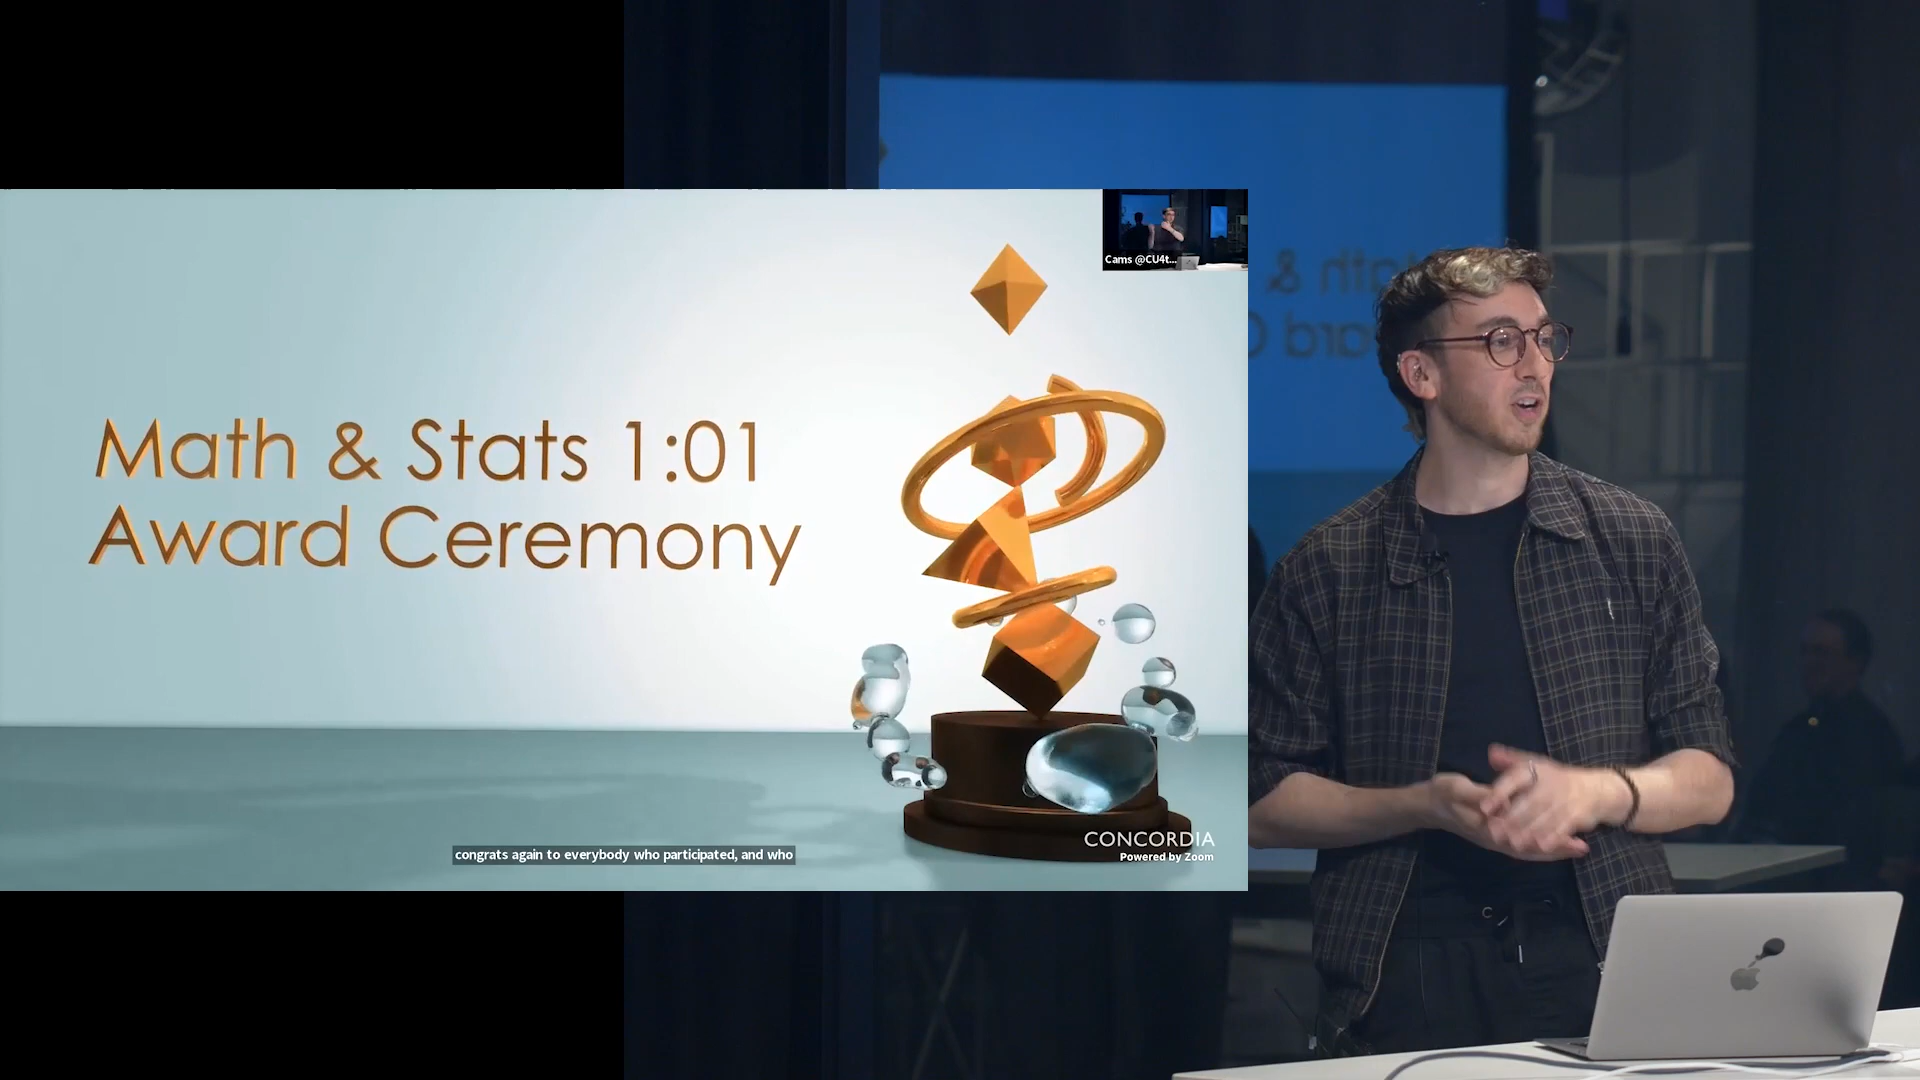 Cams @CU4t...
Math & Stats 1:01
Award Ceremony
congrats again to everybody who participated, and who
CONCORDIA
Powered by Zoom